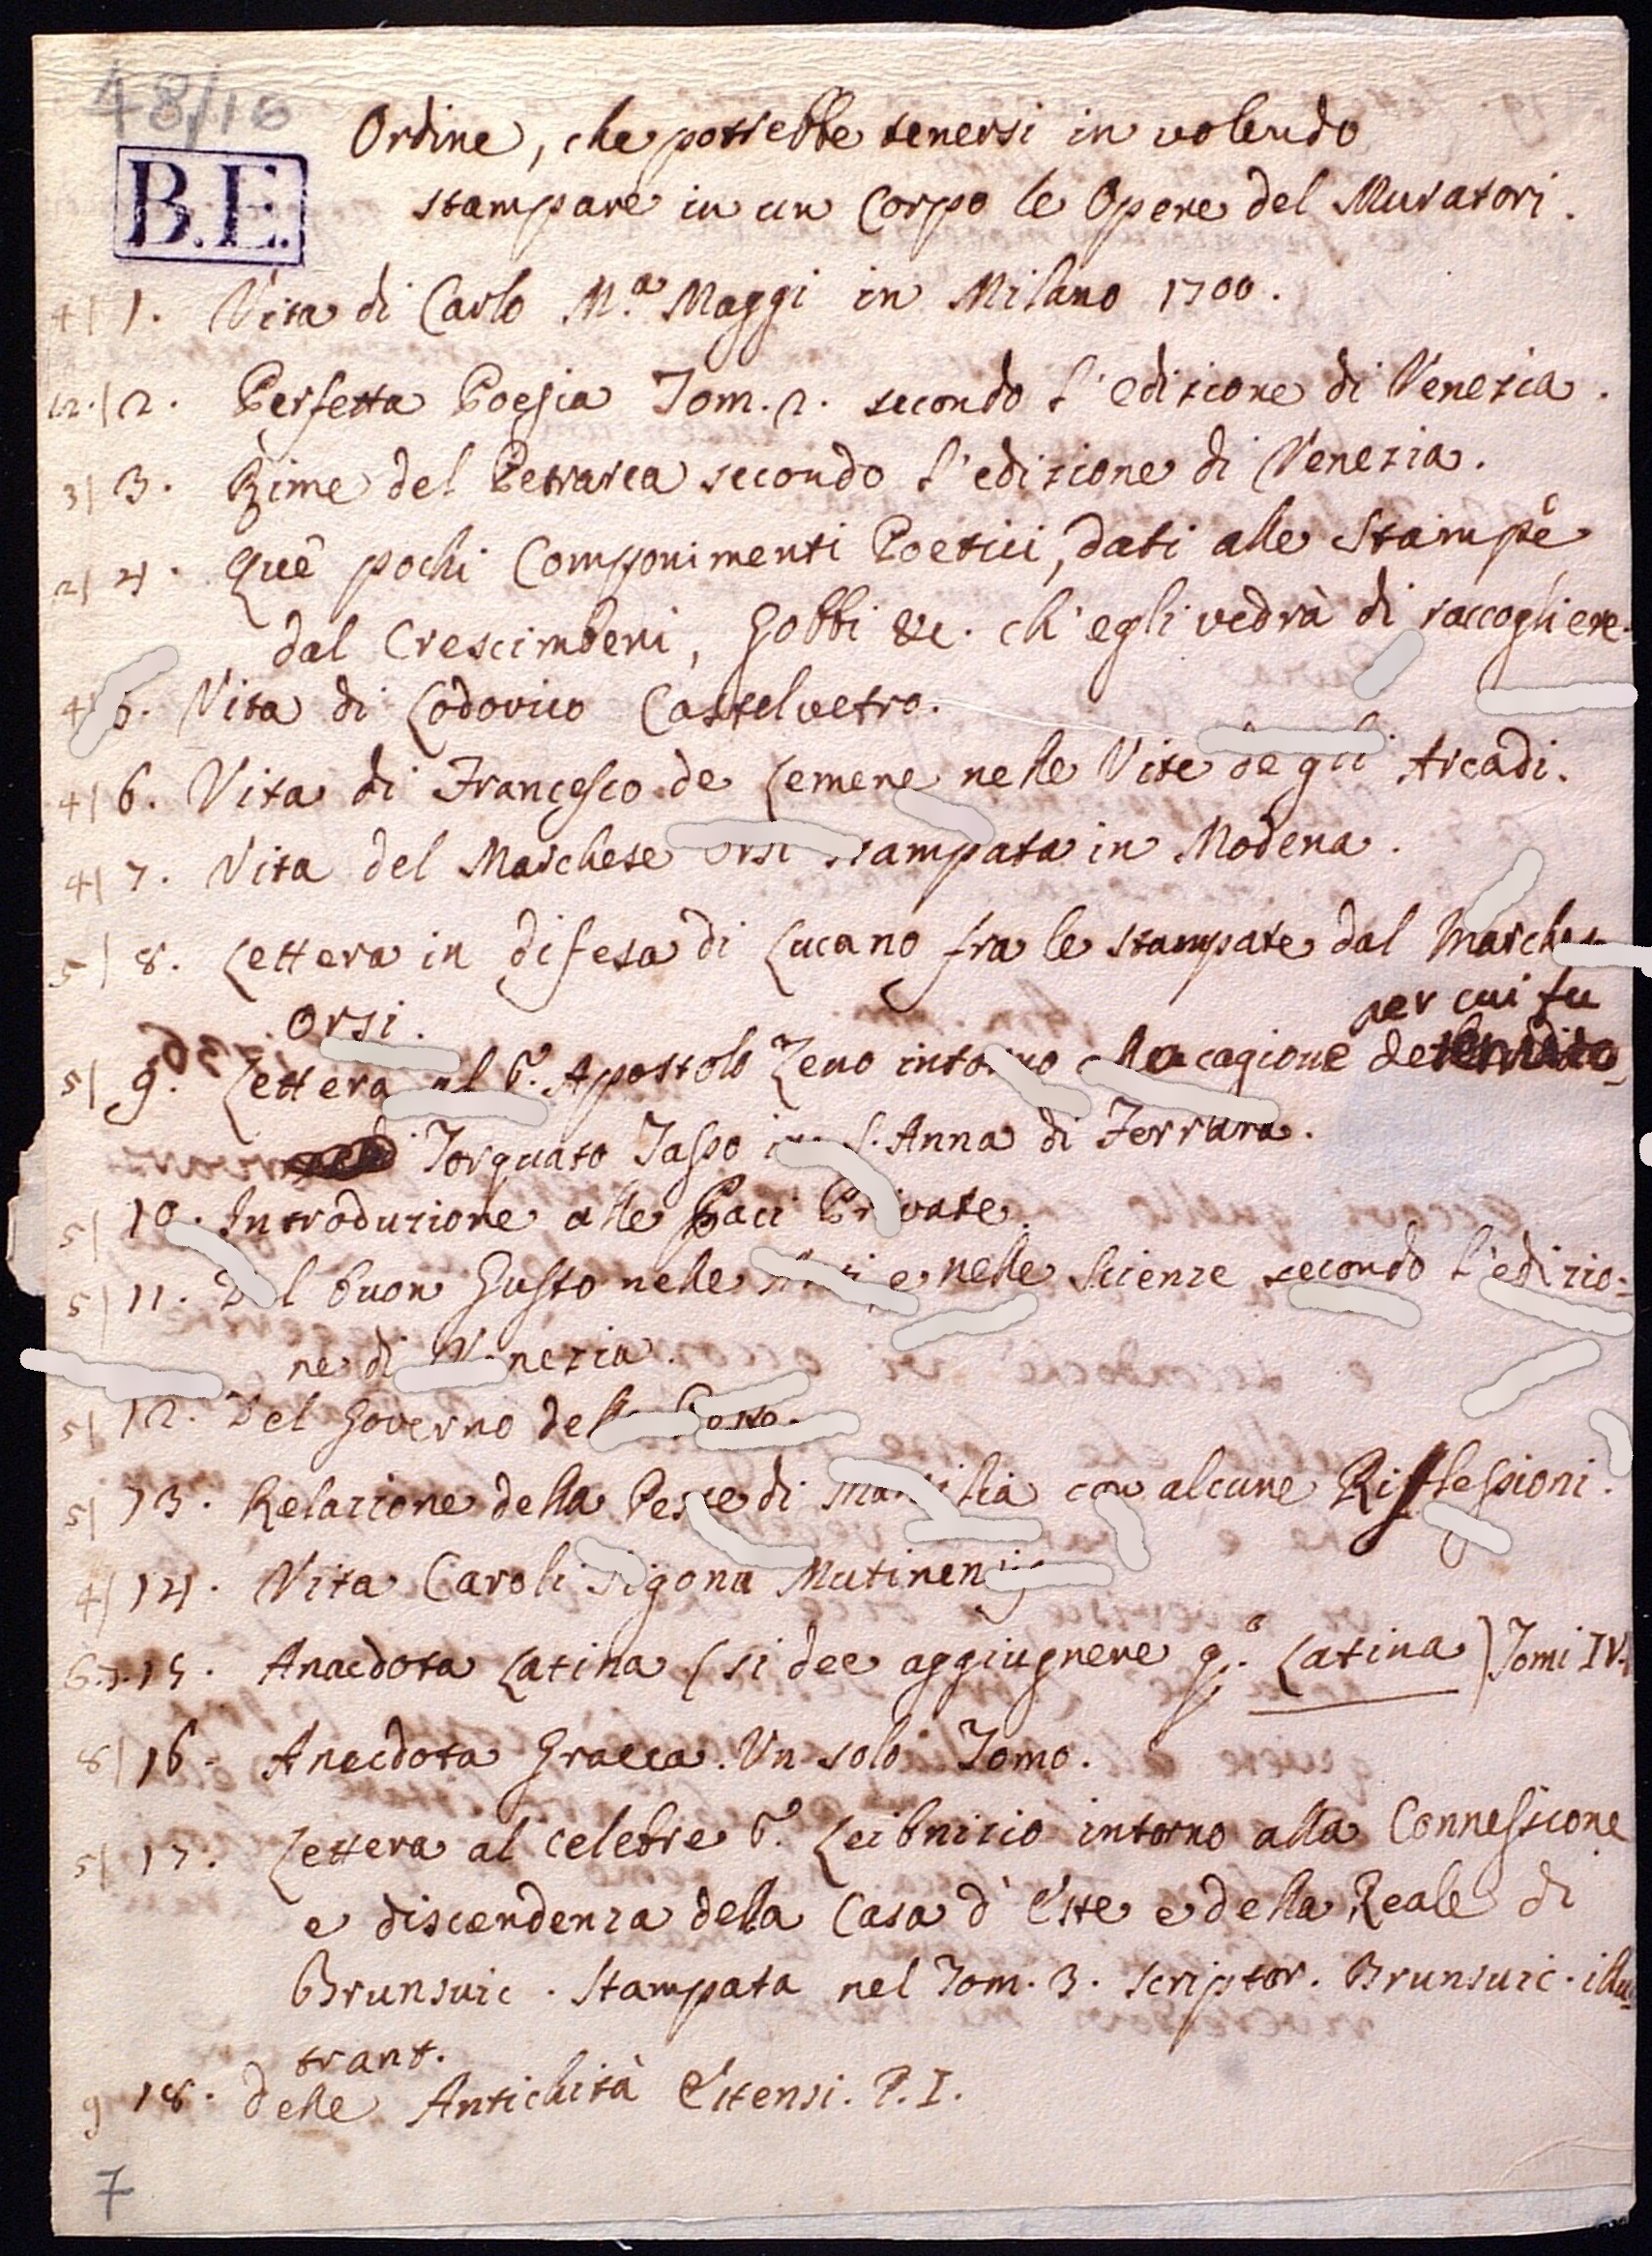 48/16
B.E.
Ordine, che potrebbe tenersi in volendo
stampare in un Corpo le Opere del Muratori.
4| 1. Vita di Carlo M.a Maggi in Milano 1700.
1.2.| 2. Perfetta Poesia Tom. 2. secondo l'edizione di Venezia.
3| 3. Rime del Petrarca secondo l'edizione di Venezia.
2| 4. Que' pochi Componimenti Poetici, dati alle Stampe
dal Crescimbeni, Gobbi &c. ch'egli vedrà di raccogliere.
4| 5. Vita di Lodovico Castelvetro.
4| 6. Vita di Francesco de Lemene nelle Vite degli Arcadi.
4| 7. Vita del Marchese Orsi stampata in Modena.
5| 8. Lettera in difesa di Lucano fra le stampate dal
Orsi.
per cui fu
5| 9. Lettera al S. Apostolo Zeno intorno alla cagione
Torquato Tasso in S. Anna di Ferrara.
5| 10. Introduzione alle Paci Private.
5| 11. Del buon Gusto nelle e nelle Scienze secondo l'edizio-
ne di Venezia.
5| 12. Del Governo della
5| 13. Relazione della Peste di con alcune Riflessioni.
4| 14. Vita Caroli Sigonii
6.7. 15. Anecdota Latina (si dee aggiugnere q. Latina) Tomi IV.
8| 16. Anecdota Graeca. Un solo Tomo.
5| 17. Lettera al celebre S. Leibnizio intorno alla Connessione
e discendenza della Casa d'Este e della Reale di
Brunsuic. Stampata nel Tom. 3. Scriptor. Brunsuic. illu-
trant.
9 18. delle Antichità Estensi. P. I.
7